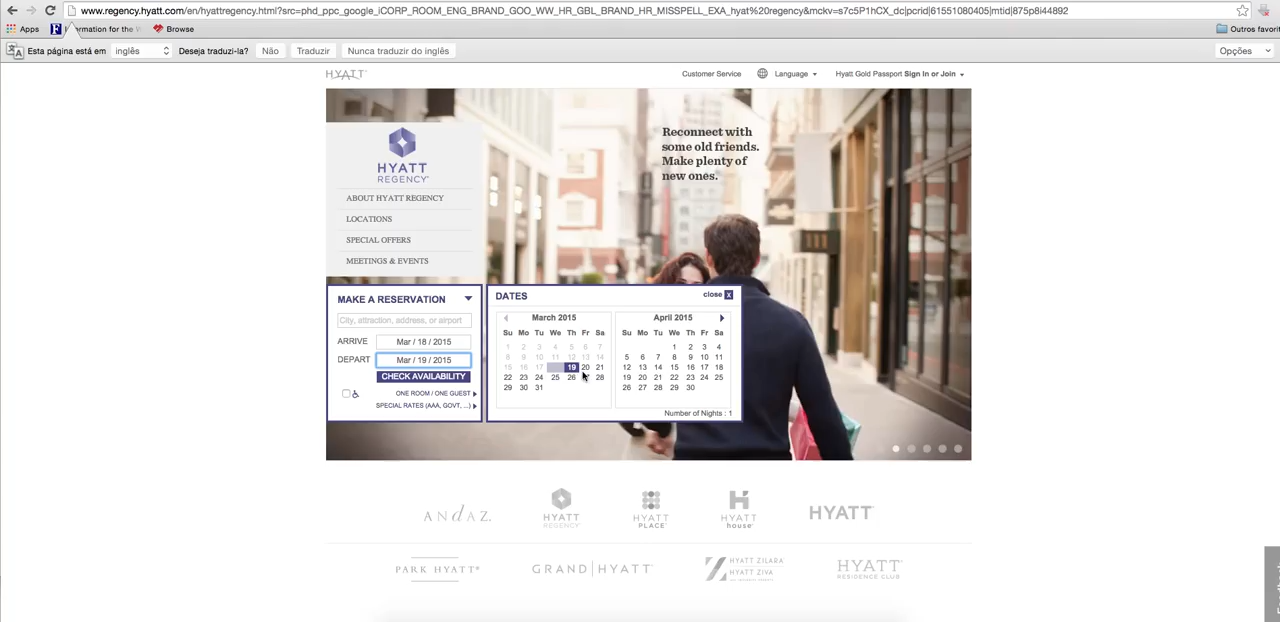 www.regency.hyatt.com/en/hyattregency.html?src=phd_ppc_google_iCORP_ROOM_ENG_BRAND_GOO_WW_HR_GBL_BRAND_HR_MISSPELL_EXA_hyat%20regency&mckv=s7c5P1hCX_dc|pcrid|61551080405|mtid|875p8i44892
Apps F rmation for the W Browse
Esta página está em inglês Deseja traduzi-la? Não Traduzir Nunca traduzir do inglês Opções
Outros favori
HYATT Customer Service Language Hyatt Gold Passport Sign In or Join
Reconnect with
some old friends.
Make plenty of
new ones.
HYATT
REGENCY
ABOUT HYATT REGENCY
LOCATIONS
SPECIAL OFFERS
MEETINGS & EVENTS
MAKE A RESERVATION
City, attraction, address, or airport
ARRIVE Mar / 18 / 2015
DEPART Mar / 19 / 2015
CHECK AVAILABILITY
ONE ROOM / ONE GUEST
SPECIAL RATES (AAA, GOVT, ...)
DATES close x
March 2015
Su Mo Tu We Th Fr Sa
1 2 3 4 5 6 7
8 9 10 11 12 13 14
15 16 17 19 20 21
22 23 24 25 26 28
29 30 31
April 2015
Su Mo Tu We Th Fr Sa
1 2 3 4
5 6 7 8 9 10 11
12 13 14 15 16 17 18
19 20 21 22 23 24 25
26 27 28 29 30
Number of Nights : 1
ANdAZ.
HYATT
REGENCY
HYATT
PLACE
HYATT
house
HYATT
PARK HYATT®
GRAND | HYATT
HYATT ZILARA
HYATT ZIVA
HYATT
RESIDENCE CLUB